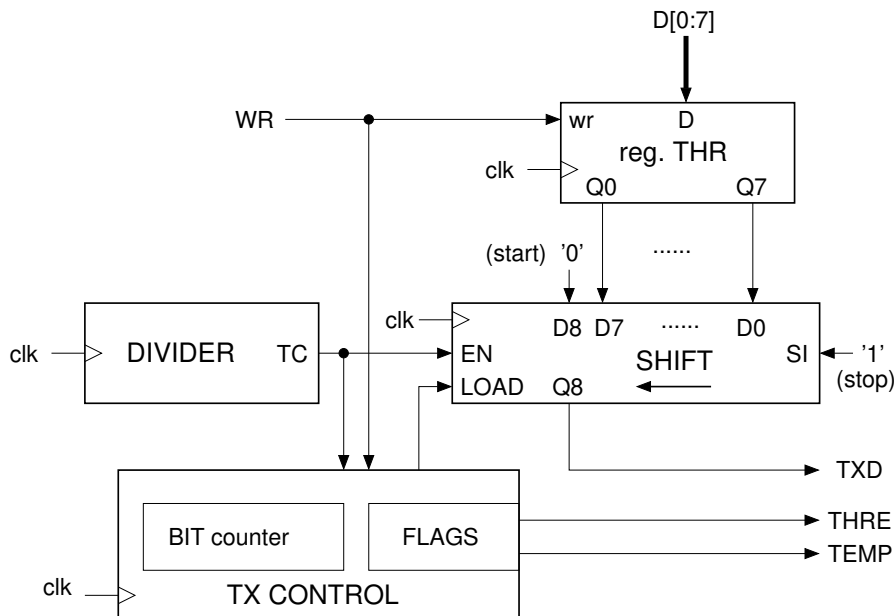 D[0:7]
WR
wr
D
reg. THR
clk
Q0
Q7
(start) '0'
......
clk
D8 D7 ...... D0
clk
DIVIDER
TC
EN
SHIFT
SI
'1'
(stop)
LOAD
Q8
TXD
BIT counter
FLAGS
THRE
TEMP
clk
TX CONTROL